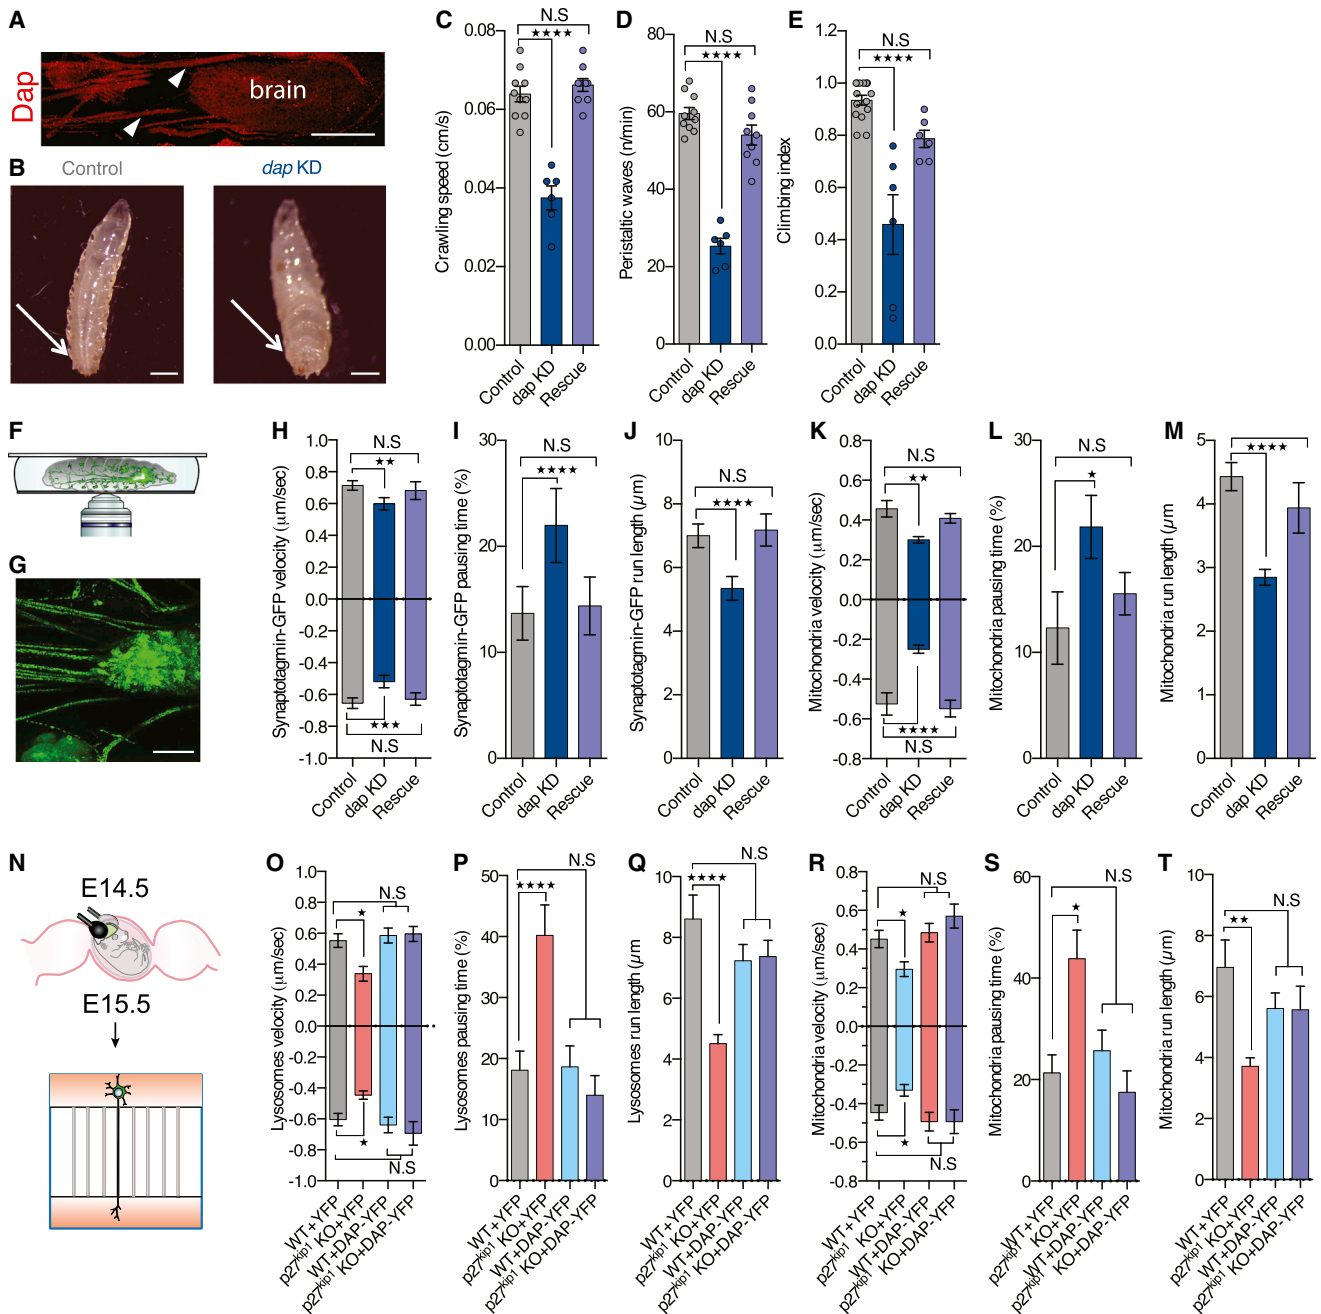 A
Dap
brain
B
Control
dap KD
C
Crawling speed (cm/s)
0.08
0.06
0.04
0.02
0.00
N.S
★★★★
Control
dap KD
Rescue
D
Peristaltic waves (n/min)
80
60
40
20
0
N.S
★★★★
Control
dap KD
Rescue
E
Climbing index
1.2
1.0
0.8
0.6
0.4
0.2
0.0
N.S
★★★★
Control
dap KD
Rescue
F
G
H
Synaptotagmin-GFP velocity (μm/sec)
1.0
0.8
0.6
0.4
0.2
0.0
-0.2
-0.4
-0.6
-0.8
-1.0
N.S
★★
★★★
N.S
Control
dap KD
Rescue
I
Synaptotagmin-GFP pausing time (%)
30
20
10
0
N.S
★★★★
Control
dap KD
Rescue
J
Synaptotagmin-GFP run length (μm)
10
8
6
4
2
0
N.S
★★★★
Control
dap KD
Rescue
K
Mitochondria velocity (μm/sec)
0.8
0.6
0.4
0.2
0.0
-0.2
-0.4
-0.6
-0.8
N.S
★★
★★★★
N.S
Control
dap KD
Rescue
L
Mitochondria pausing time (%)
30
20
10
0
N.S
★
Control
dap KD
Rescue
M
Mitochondria run length (μm
5
4
3
2
1
0
★★★★
Control
dap KD
Rescue
N
E14.5
E15.5
O
Lysosomes velocity (μm/sec)
1.0
0.8
0.6
0.4
0.2
0.0
-0.2
-0.4
-0.6
-0.8
-1.0
N.S
★
★
N.S
WT+YFP
p27kip1 KO+YFP
WT+DAP-YFP
p27kip1 KO+DAP-YFP
P
Lysosomes pausing time (%)
50
40
30
20
10
0
N.S
★★★★
WT+YFP
p27kip1 KO+YFP
WT+DAP-YFP
p27kip1 KO+DAP-YFP
Q
Lysosomes run length (μm
10
8
6
4
2
0
N.S
★★★★
WT+YFP
p27kip1 KO+YFP
WT+DAP-YFP
p27kip1 KO+DAP-YFP
R
Mitochondria velocity (μm/sec)
0.8
0.6
0.4
0.2
0.0
-0.2
-0.4
-0.6
-0.8
N.S
★
★
N.S
WT+YFP
p27kip1 KO+YFP
WT+DAP-YFP
p27kip1 KO+DAP-YFP
S
Mitochondria pausing time (%)
60
40
20
0
N.S
★
WT+YFP
p27kip1 KO+YFP
WT+DAP-YFP
p27kip1 KO+DAP-YFP
T
Mitochondria run length (μm)
10
8
6
4
2
0
N.S
★★
WT+YFP
p27kip1 KO+YFP
WT+DAP-YFP
p27kip1 KO+DAP-YFP